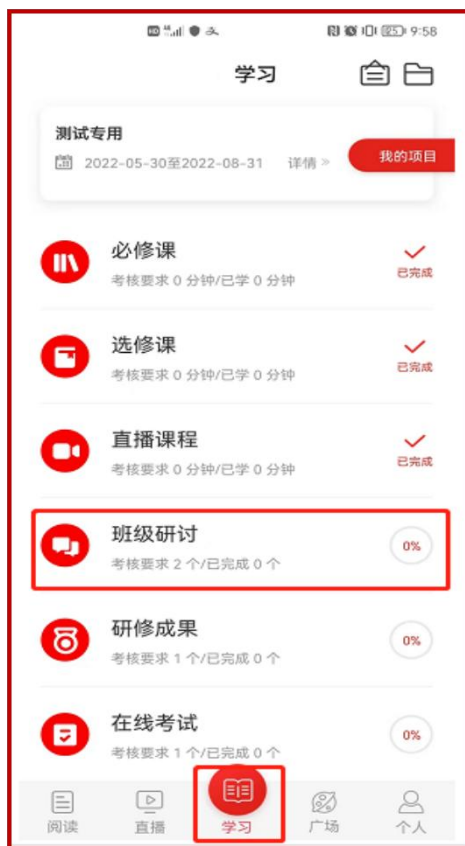 9:58
学习
测试专用
2022-05-30至2022-08-31 详情 >>
我的项目
必修课
考核要求 0 分钟/已学 0 分钟
已完成
选修课
考核要求 0 分钟/已学 0 分钟
已完成
直播课程
考核要求 0 分钟/已学 0 分钟
已完成
班级研讨
考核要求 2 个/已完成 0 个
0%
研修成果
考核要求 1 个/已完成 0 个
0%
在线考试
考核要求 1 个/已完成 0 个
0%
阅读 直播 学习 广场 个人